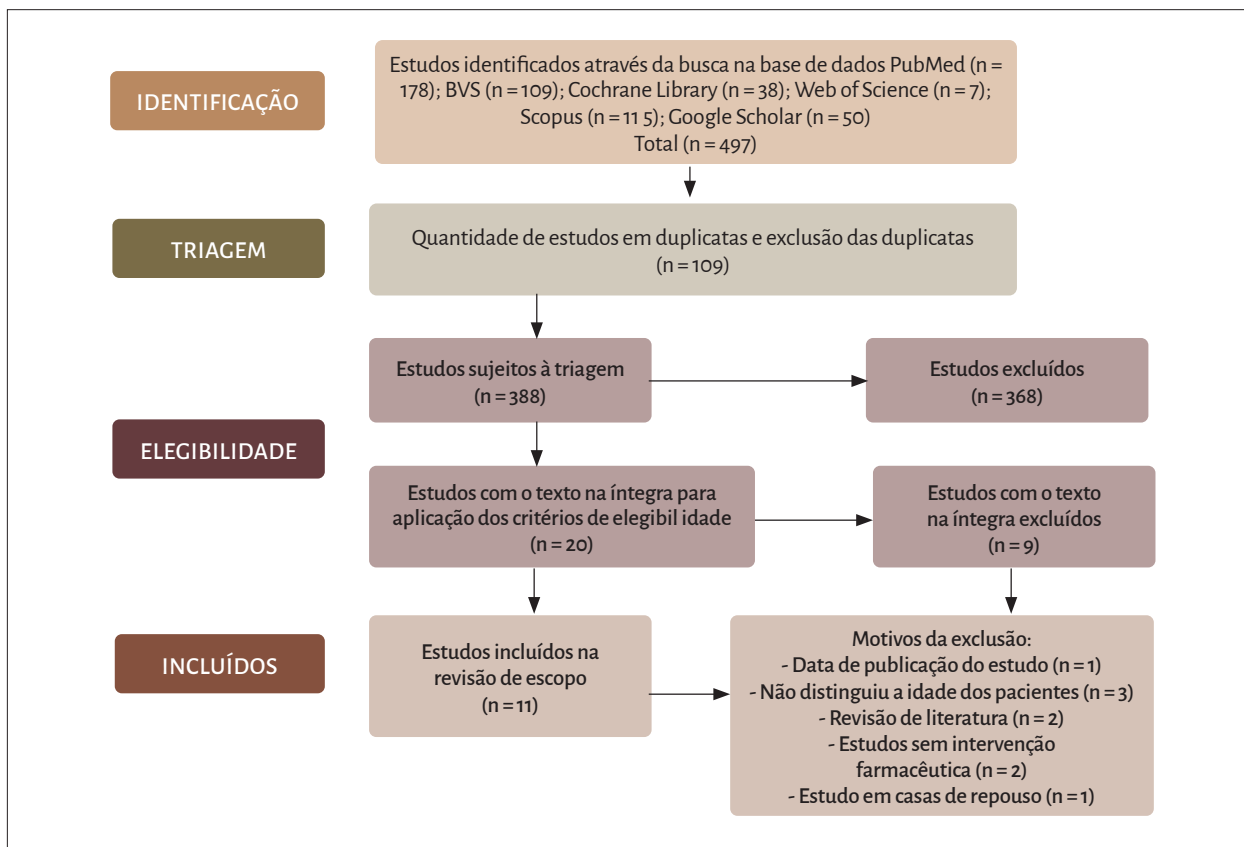 IDENTIFICAÇÃO
Estudos identificados através da busca na base de dados PubMed (n =
178); BVS (n = 109); Cochrane Library (n = 38); Web of Science (n = 7);
Scopus (n = 11 5); Google Scholar (n = 50)
Total (n = 497)
TRIAGEM
Quantidade de estudos em duplicatas e exclusão das duplicatas
(n = 109)
Estudos sujeitos à triagem
(n = 388)
Estudos excluídos
(n = 368)
ELEGIBILIDADE
Estudos com o texto na íntegra para
aplicação dos critérios de elegibil idade
(n = 20)
Estudos com o texto
na íntegra excluídos
(n = 9)
INCLUÍDOS
Estudos incluídos na
revisão de escopo
(n = 11)
Motivos da exclusão:
- Data de publicação do estudo (n = 1)
- Não distinguiu a idade dos pacientes (n = 3)
- Revisão de literatura (n = 2)
- Estudos sem intervenção
farmacêutica (n = 2)
- Estudo em casas de repouso (n = 1)